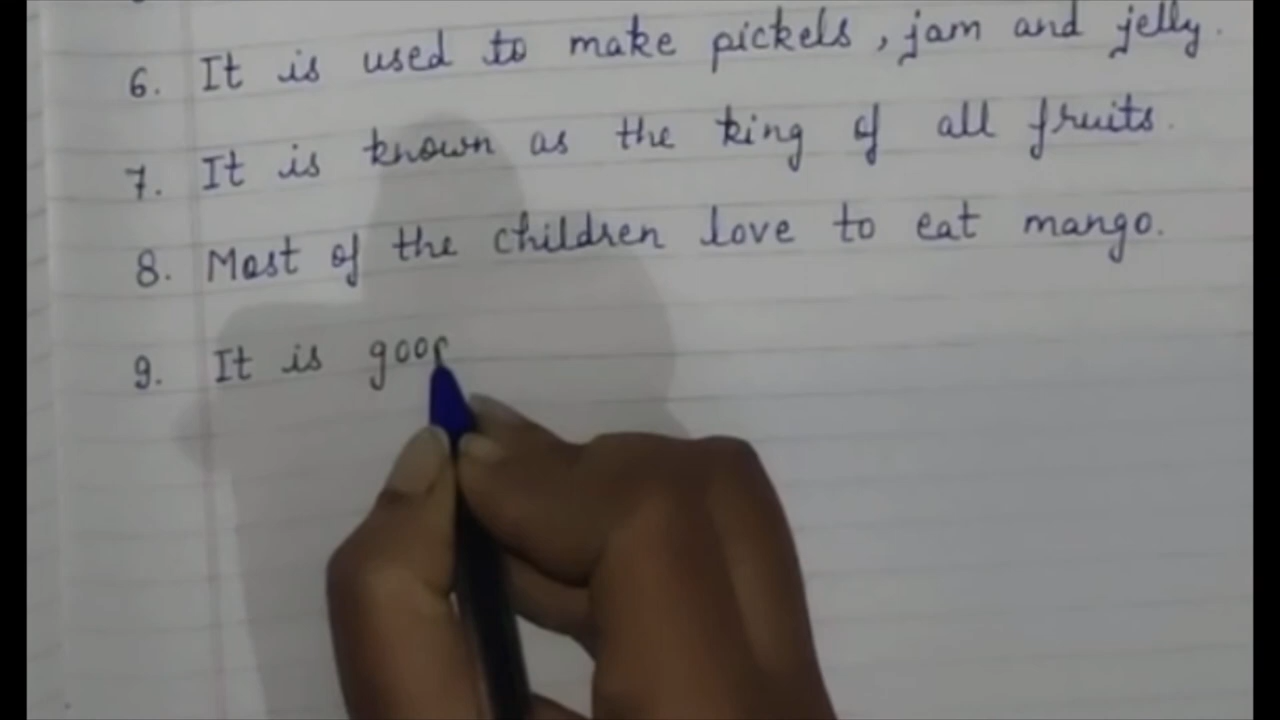 6. It is used to make pickels, jam and jelly.
7. It is known as the king of all fruits.
8. Most of the children love to eat mango.
9. It is